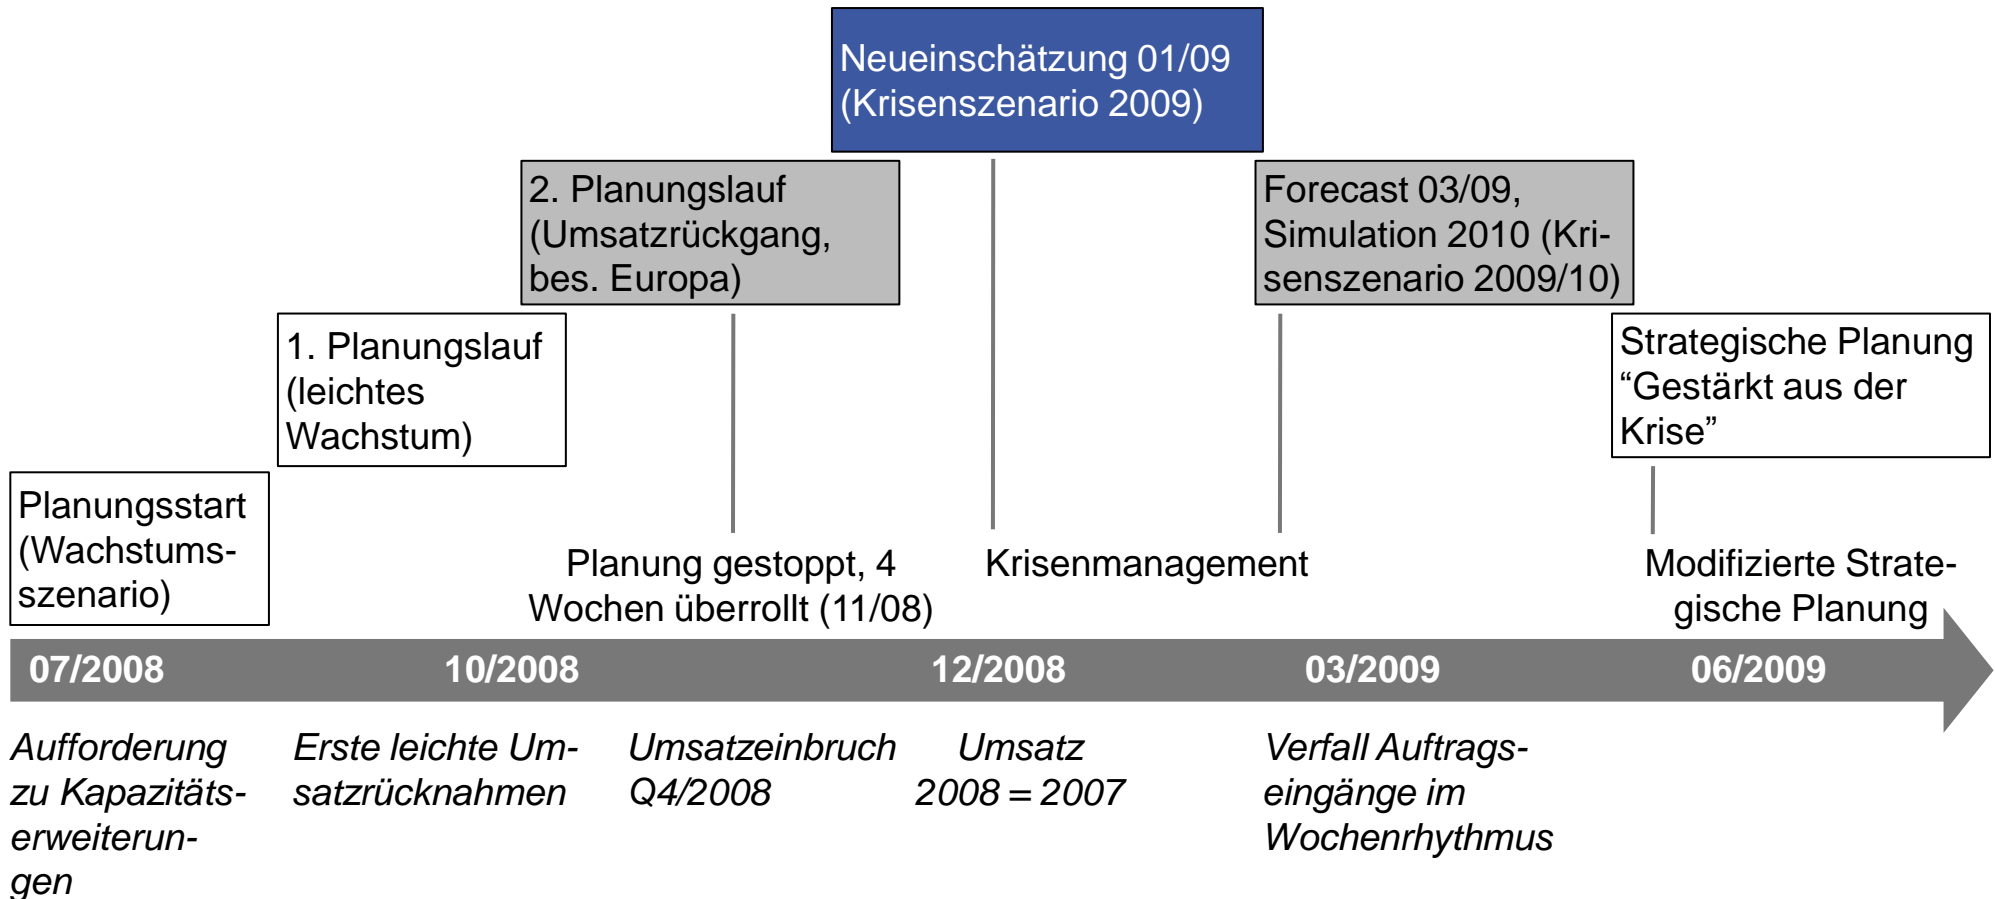 Neueinschätzung 01/09
(Krisenszenario 2009)
2. Planungslauf
(Umsatzrückgang,
bes. Europa)
Forecast 03/09,
Simulation 2010 (Kri-
senszenario 2009/10)
1. Planungslauf
(leichtes
Wachstum)
Strategische Planung
“Gestärkt aus der
Krise”
Planungsstart
(Wachstums-
szenario)
Planung gestoppt, 4
Wochen überrollt (11/08)
Krisenmanagement
Modifizierte Strate-
gische Planung
07/2008
10/2008
12/2008
03/2009
06/2009
Aufforderung
zu Kapazitäts-
erweiterun-
gen
Erste leichte Um-
satzrücknahmen
Umsatzeinbruch
Q4/2008
Umsatz
2008 = 2007
Verfall Auftrags-
eingänge im
Wochenrhythmus